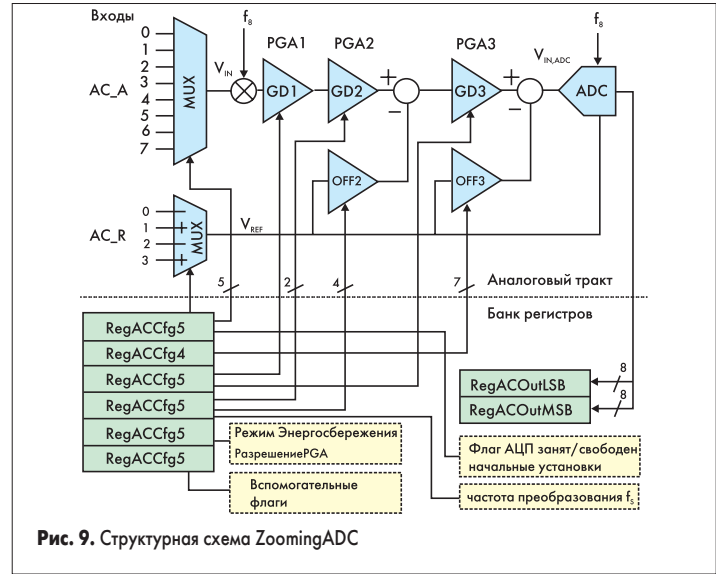 Входы
f8
PGA1
PGA2
PGA3
VIN,ADC
f8
0
1
2
3
4
5
6
7
AC_A
MUX
VIN
GD1
GD2
+
−
GD3
+
−
ADC
OFF2
OFF3
AC_R
0
1
2
3
−
+
−
+
MUX
VREF
5
2
4
7
Аналоговый тракт
Банк регистров
RegACCfg5
RegACCfg4
RegACCfg5
RegACCfg5
RegACCfg5
RegACCfg5
RegACOutLSB
RegACOutMSB
8
8
Режим Энергосбережения
РазрешениеPGA
Вспомогательные
флаги
Флаг АЦП занят/свободен
начальные установки
частота преобразования fS
Рис. 9. Структурная схема ZoomingADC